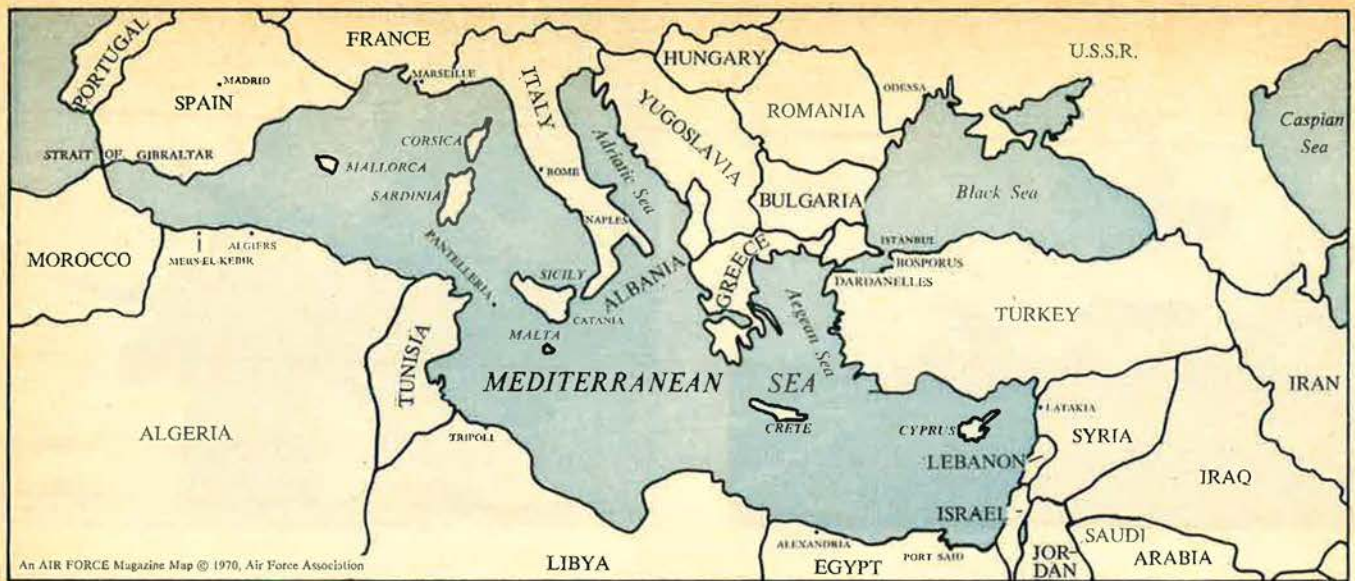 PORTUGAL
SPAIN
MADRID
FRANCE
MARSEILLE
ITALY
HUNGARY
YUGOSLAVIA
ROMANIA
ODESSA
U.S.S.R.
Caspian
Sea
STRAIT OF GIBRALTAR
MALLORCA
CORSICA
SARDINIA
ROME
NAPLES
Adriatic Sea
BULGARIA
Black Sea
MOROCCO
MERS-EL-KEBIR
ALGIERS
PANTELLERIA
SICILY
CATANIA
MALTA
ALBANIA
GREECE
Aegean Sea
ISTANBUL
BOSPORUS
DARDANELLES
TURKEY
TUNISIA
MEDITERRANEAN SEA
CRETE
CYPRUS
LATAKIA
SYRIA
LEBANON
IRAN
IRAQ
ALGERIA
TRIPOLI
LIBYA
ALEXANDRIA
EGYPT
PORT SAID
ISRAEL
JOR-
DAN
SAUDI
ARABIA
An AIR FORCE Magazine Map © 1970, Air Force Association